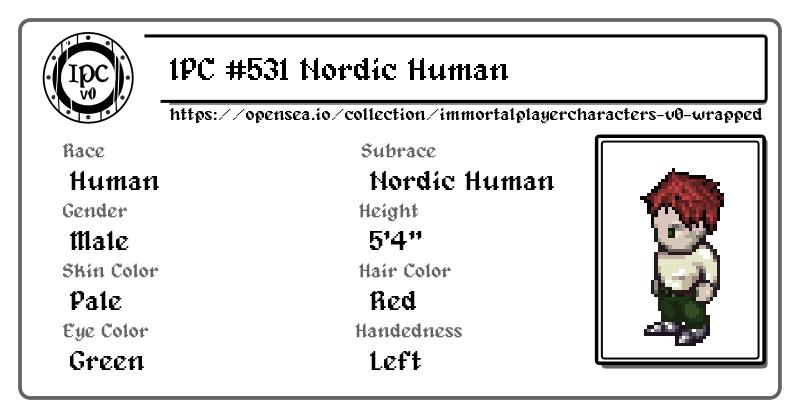 IPC
v0
IPC #531 Nordic Human
https://opensea.io/collection/immortalplayercharacters-v0-wrapped
Race
Human
Subrace
Nordic Human
Gender
Male
Height
5'4"
Skin Color
Pale
Hair Color
Red
Eye Color
Green
Handedness
Left